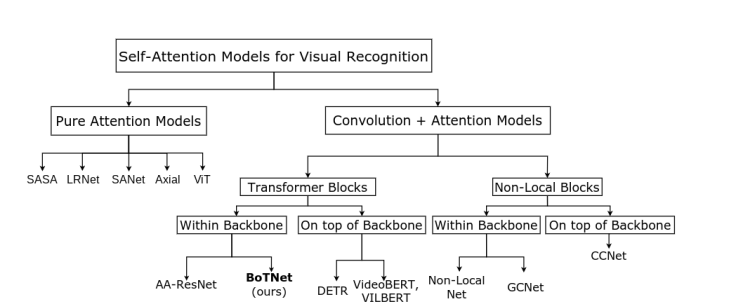 Self-Attention Models for Visual Recognition
Pure Attention Models
Convolution + Attention Models
SASA LRNet SANet Axial ViT
Transformer Blocks
Non-Local Blocks
Within Backbone
On top of Backbone
Within Backbone
On top of Backbone
AA-ResNet
BoTNet
(ours)
DETR
VideoBERT,
VILBERT
Non-Local
Net
GCNet
CCNet